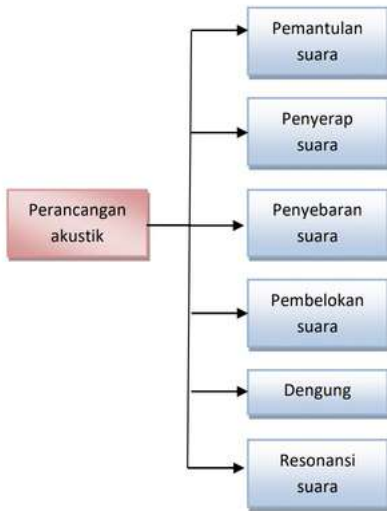 Pemantulan
suara
Penyerap
suara
Perancangan
akustik
Penyebaran
suara
Pembelokan
suara
Dengung
Resonansi
suara